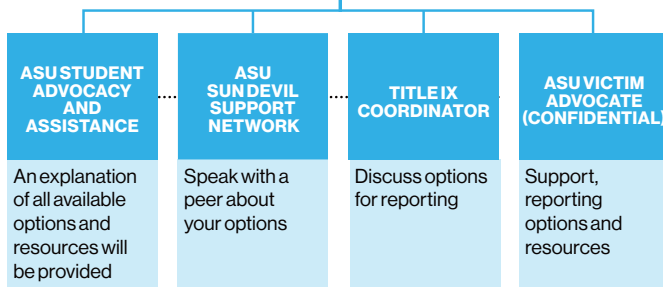 ASU STUDENT
ADVOCACY
AND
ASSISTANCE
An explanation
of all available
options and
resources will
be provided
ASU
SUN DEVIL
SUPPORT
NETWORK
Speak with a
peer about
your options
TITLE IX
COORDINATOR
Discuss options
for reporting
ASU VICTIM
ADVOCATE
(CONFIDENTIAL)
Support,
reporting
options and
resources